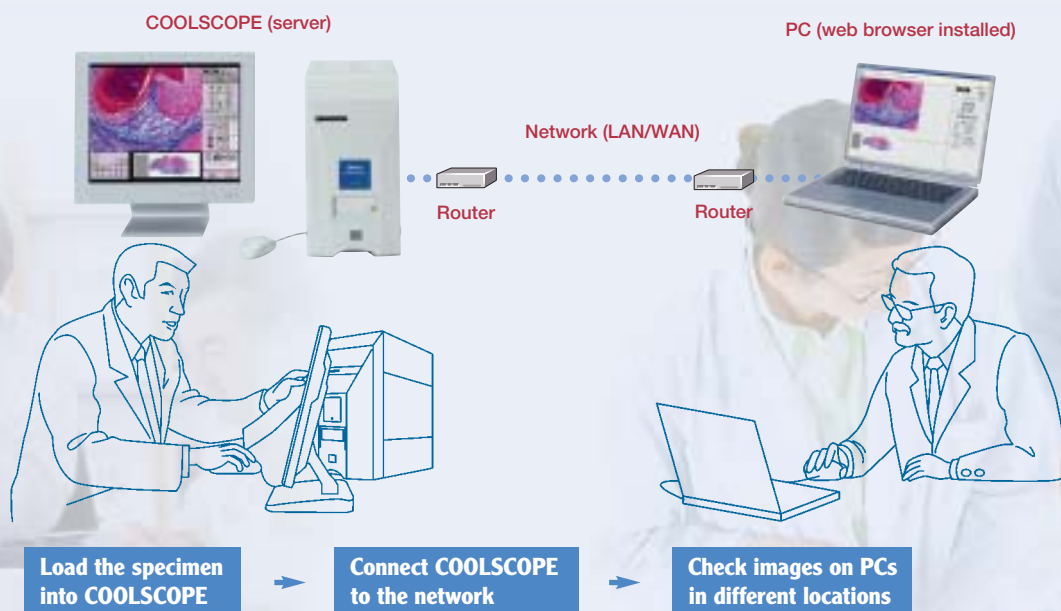 COOLSCOPE (server)
PC (web browser installed)
Network (LAN/WAN)
Router
Router
Load the specimen
into COOLSCOPE
Connect COOLSCOPE
to the network
Check images on PCs
in different locations